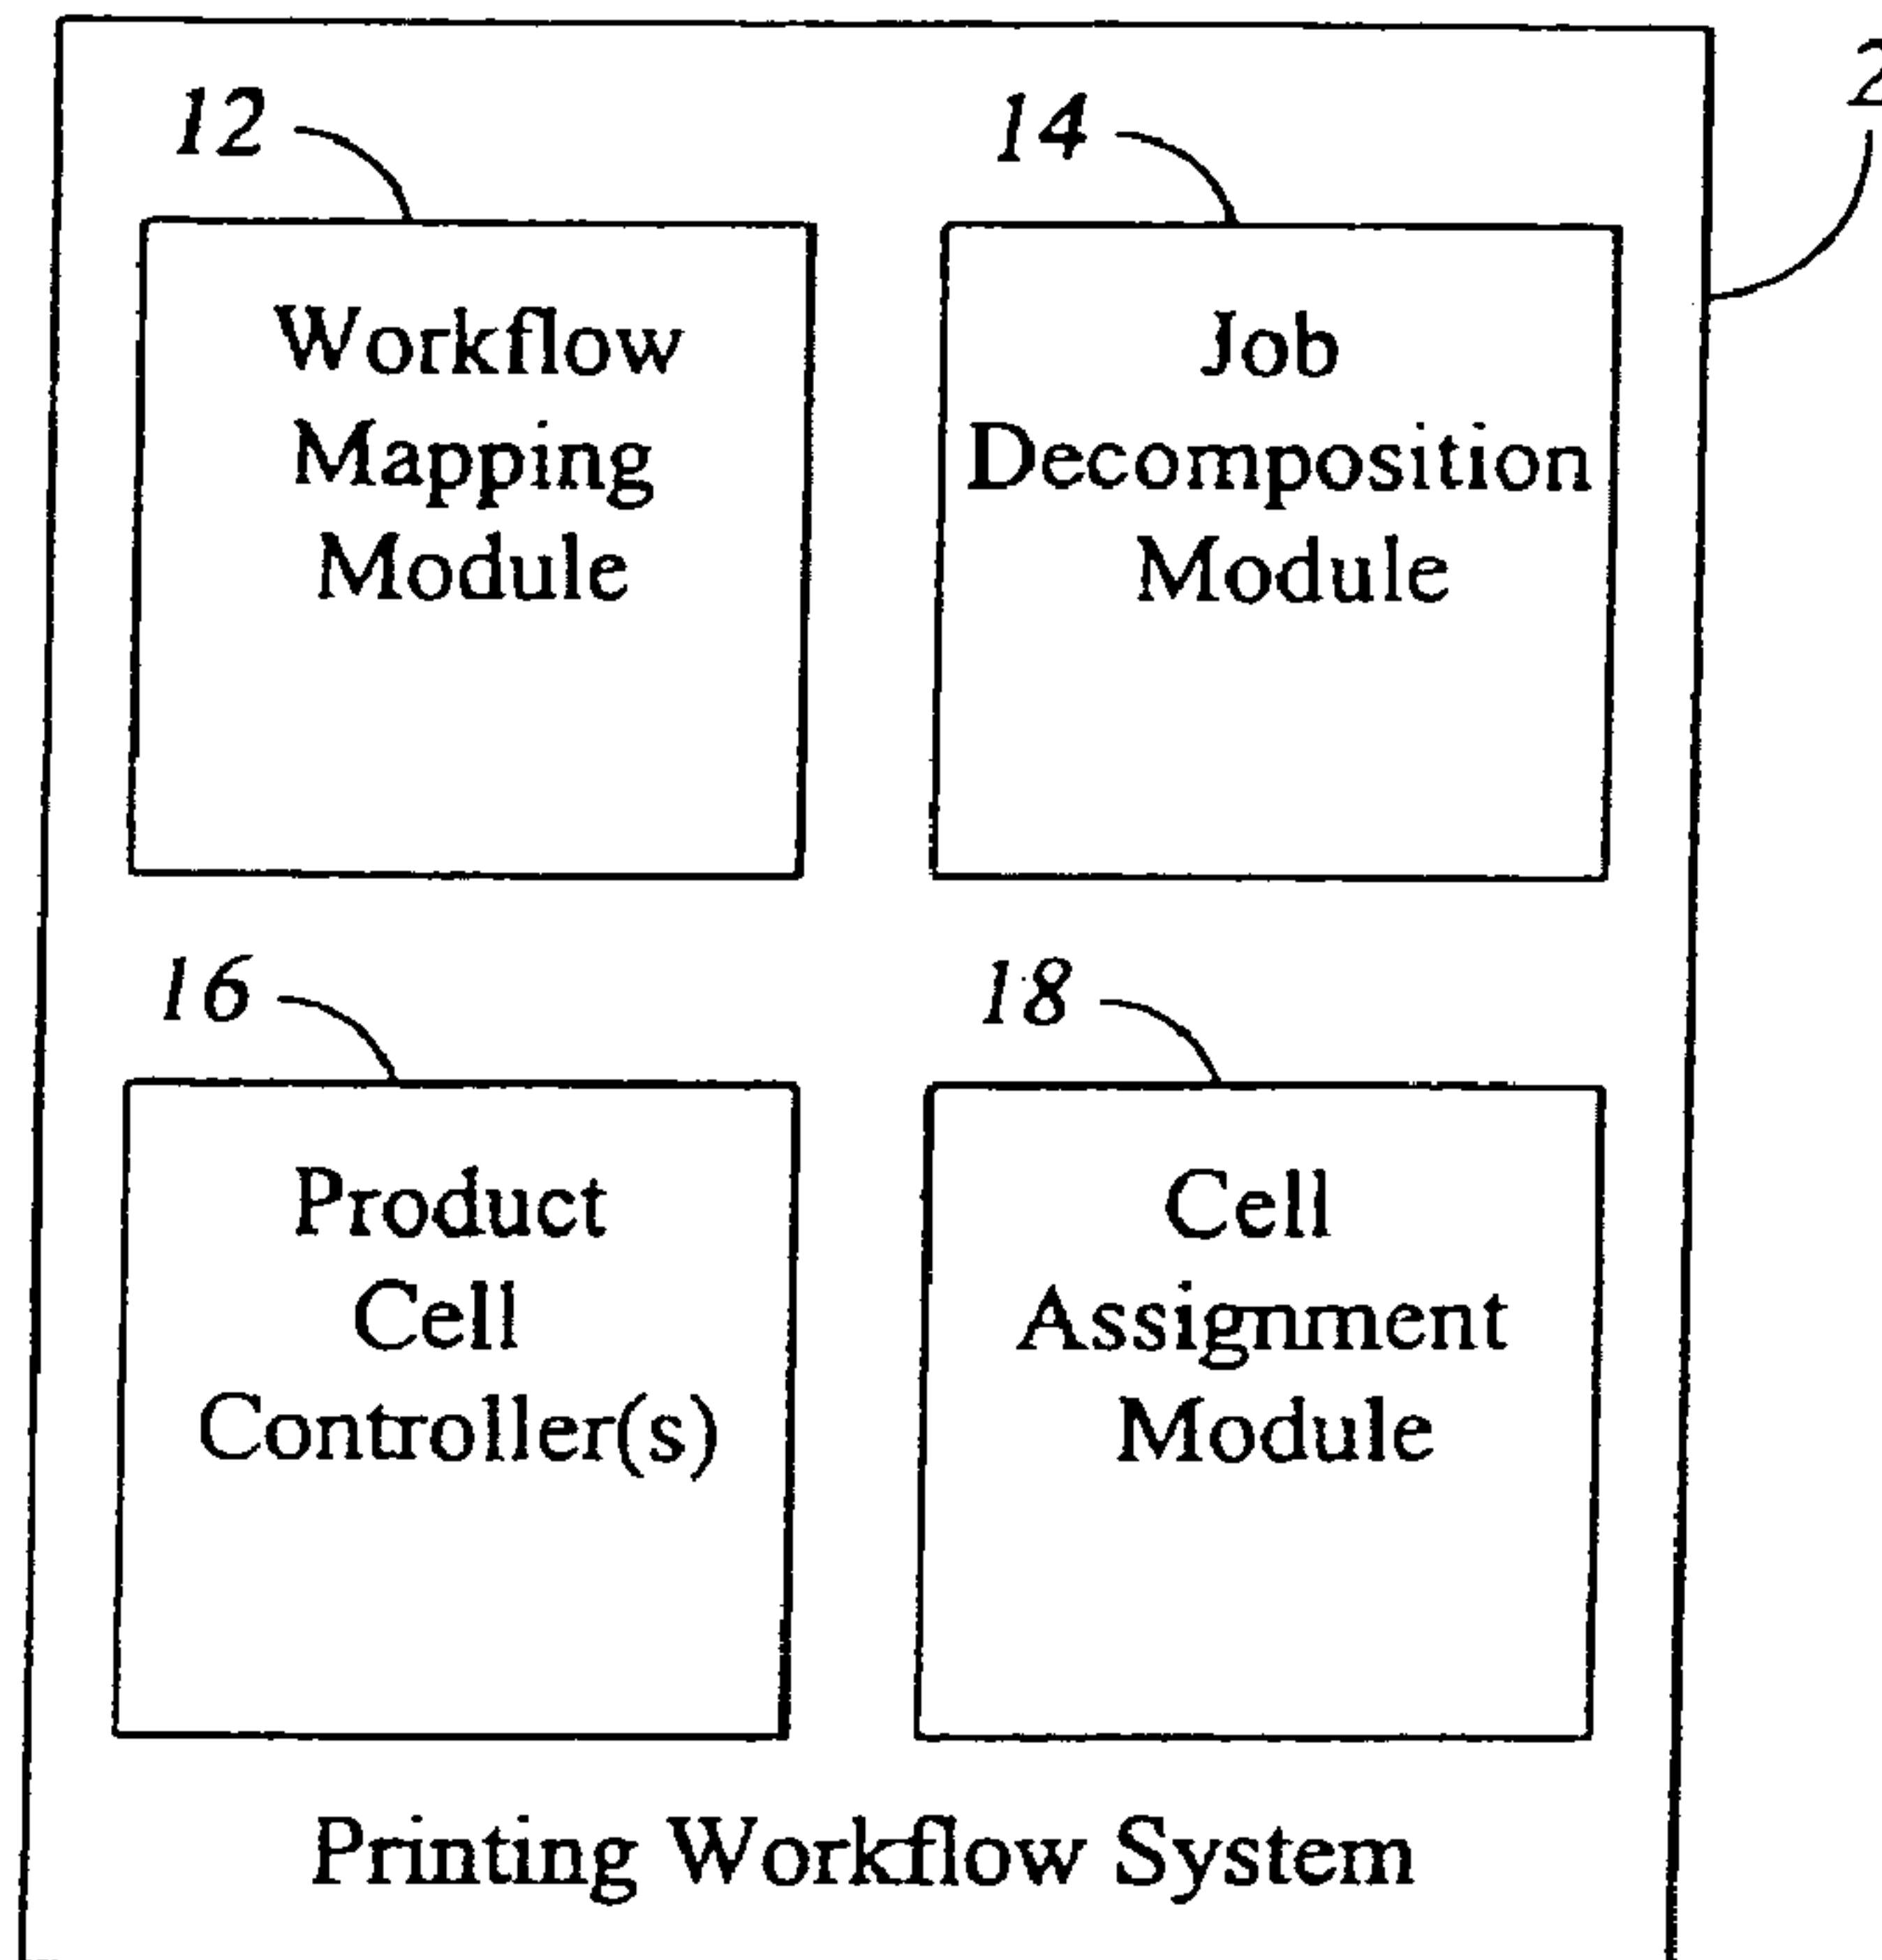 12
14
2
Workflow
Mapping
Module
Job
Decomposition
Module
16
18
Product
Cell
Controller(s)
Cell
Assignment
Module
Printing Workflow System